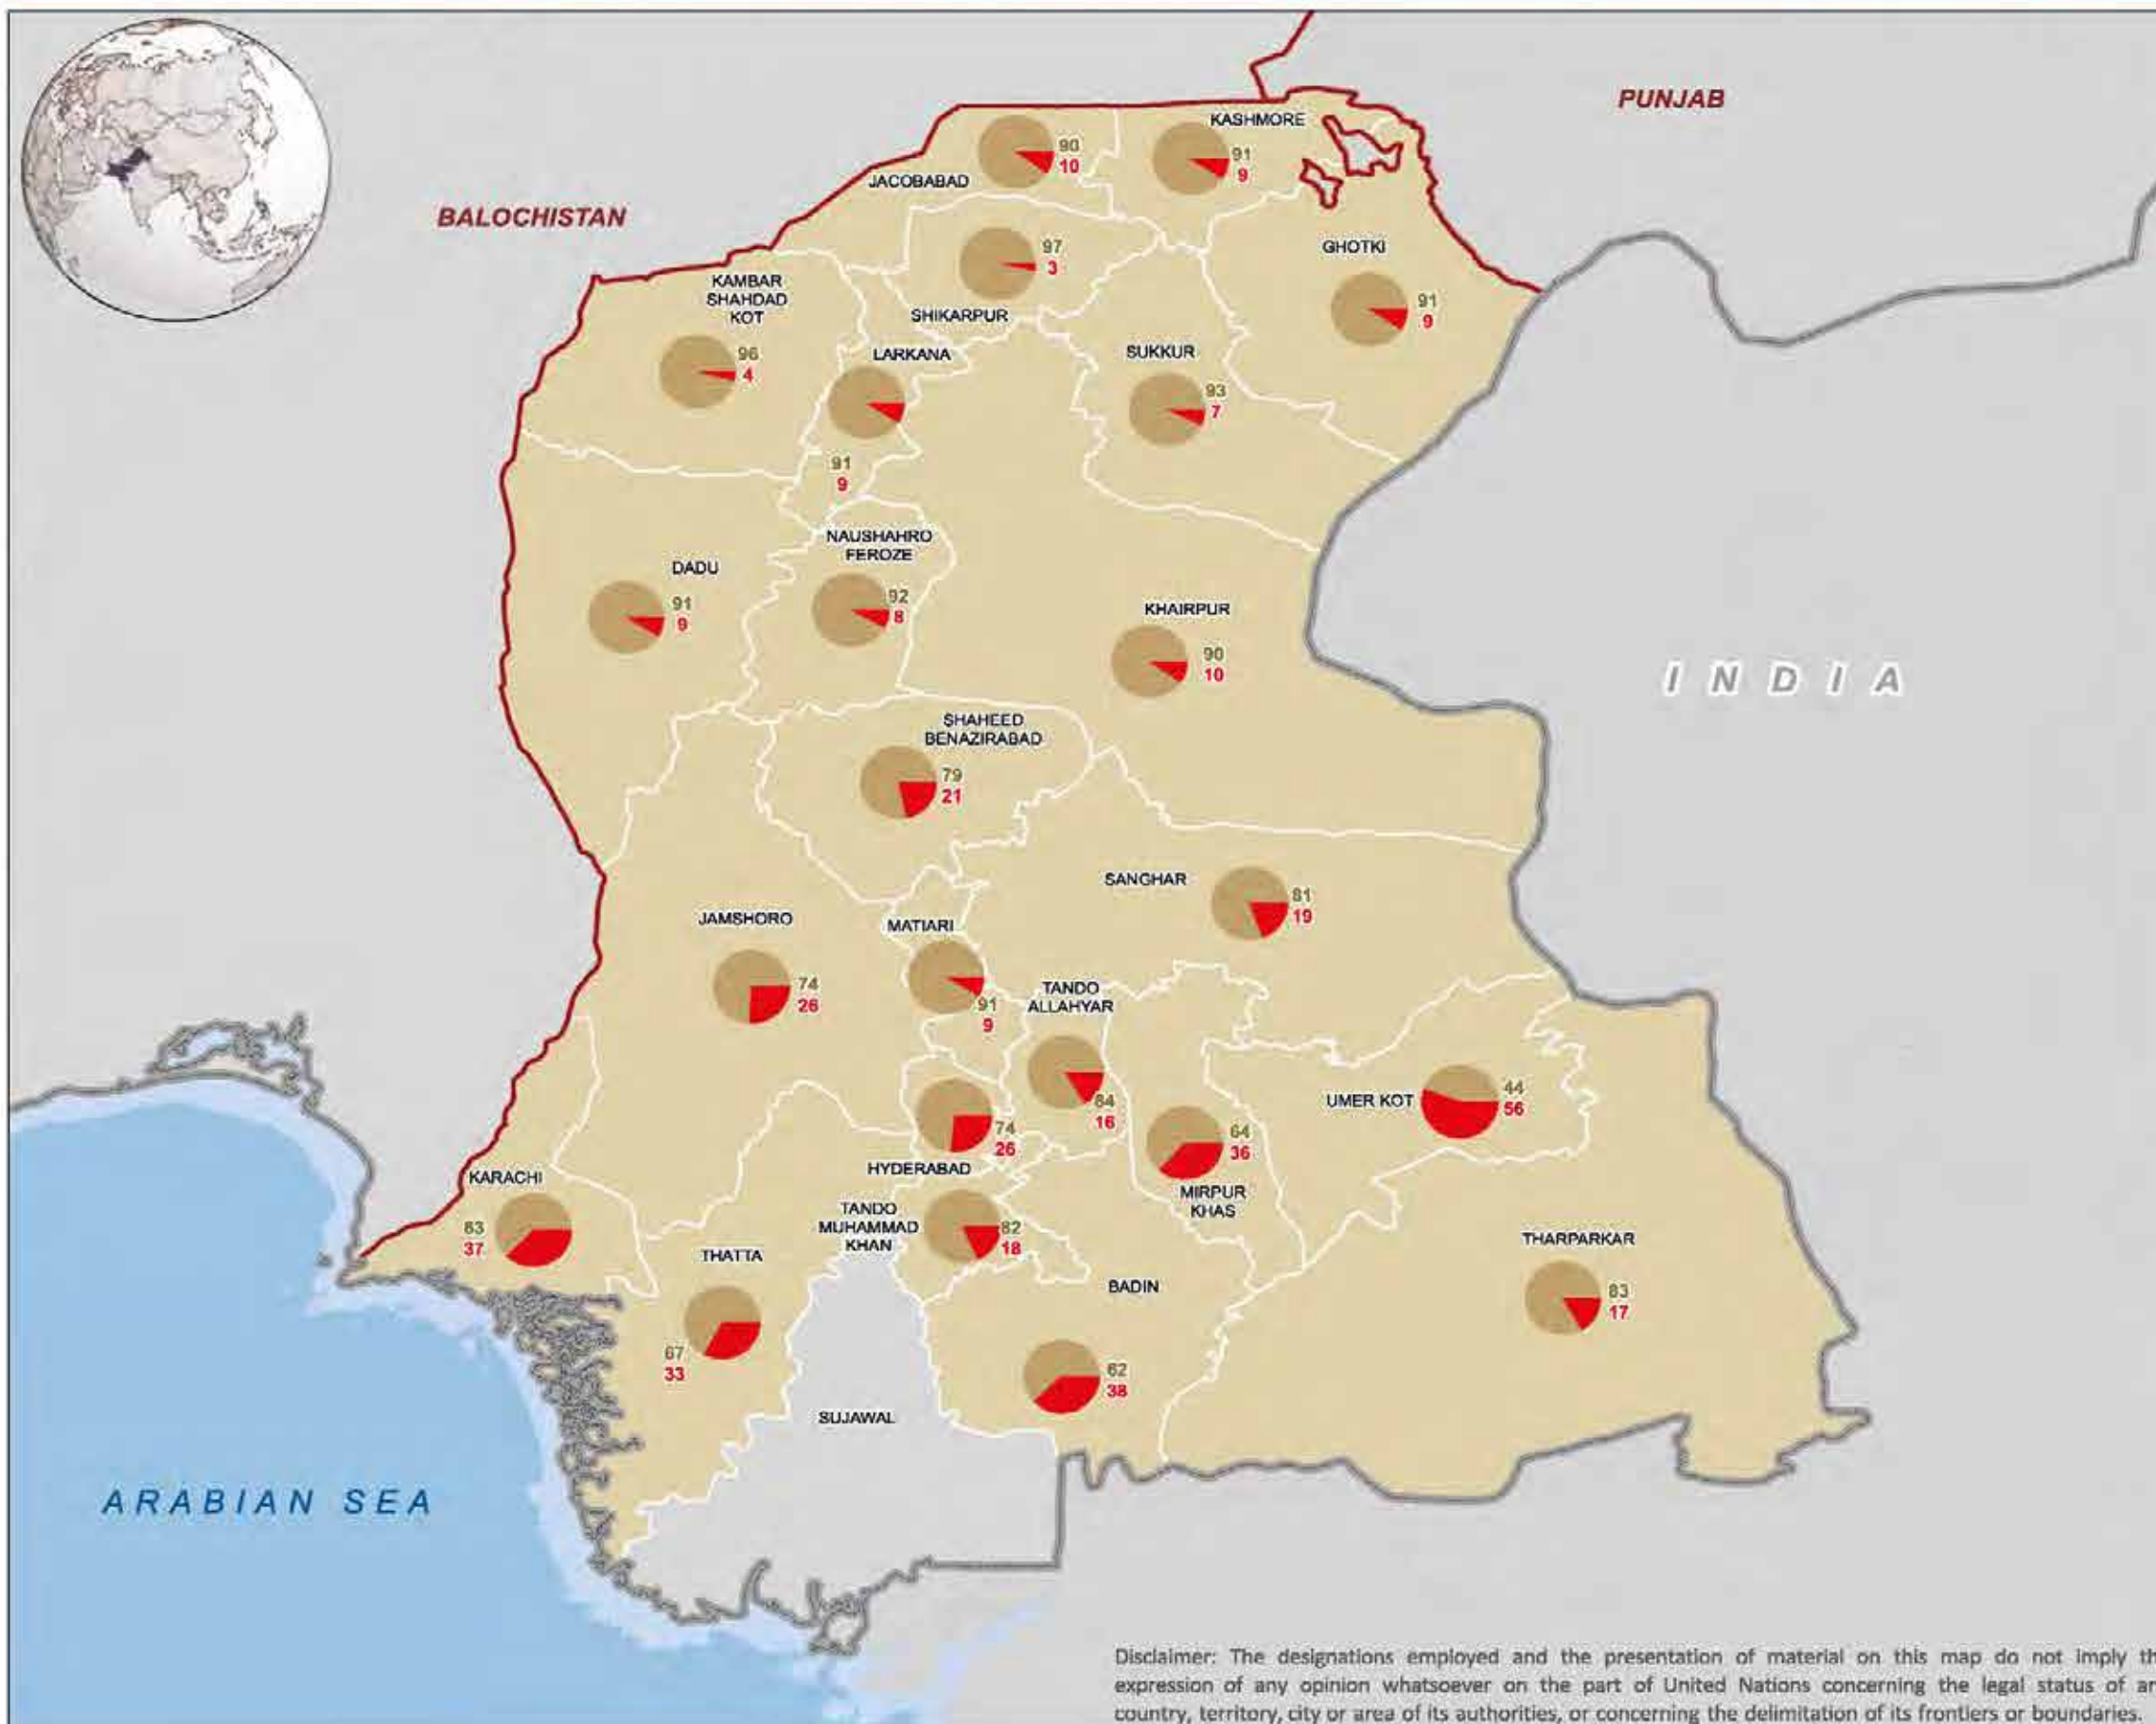 PUNJAB
KASHMORE
90
10
91
9
JACOBABAD
BALOCHISTAN
97
3
GHOTKI
KAMBAR
SHAHDAD
KOT
SHIKARPUR
91
9
LARKANA
SUKKUR
96
4
93
7
91
9
NAUSHAHRO
FEROZE
DADU
92
8
91
9
KHAIRPUR
90
10
INDIA
SHAHEED
BENAZIRABAD
79
21
SANGHAR
81
19
JAMSHORO
MATIARI
74
26
91
9
TANDO
ALLAHYAR
84
16
UMER KOT
44
56
74
26
HYDERABAD
64
36
MIRPUR
KHAS
KARACHI
63
37
TANDO
MUHAMMAD
KHAN
82
18
THATTA
67
33
BADIN
62
38
THARPARKAR
83
17
SUJAWAL
ARABIAN SEA
Disclaimer: The designations employed and the presentation of material on this map do not imply th
expression of any opinion whatsoever on the part of United Nations concerning the legal status of an
country, territory, city or area of its authorities, or concerning the delimitation of its frontiers or boundaries.